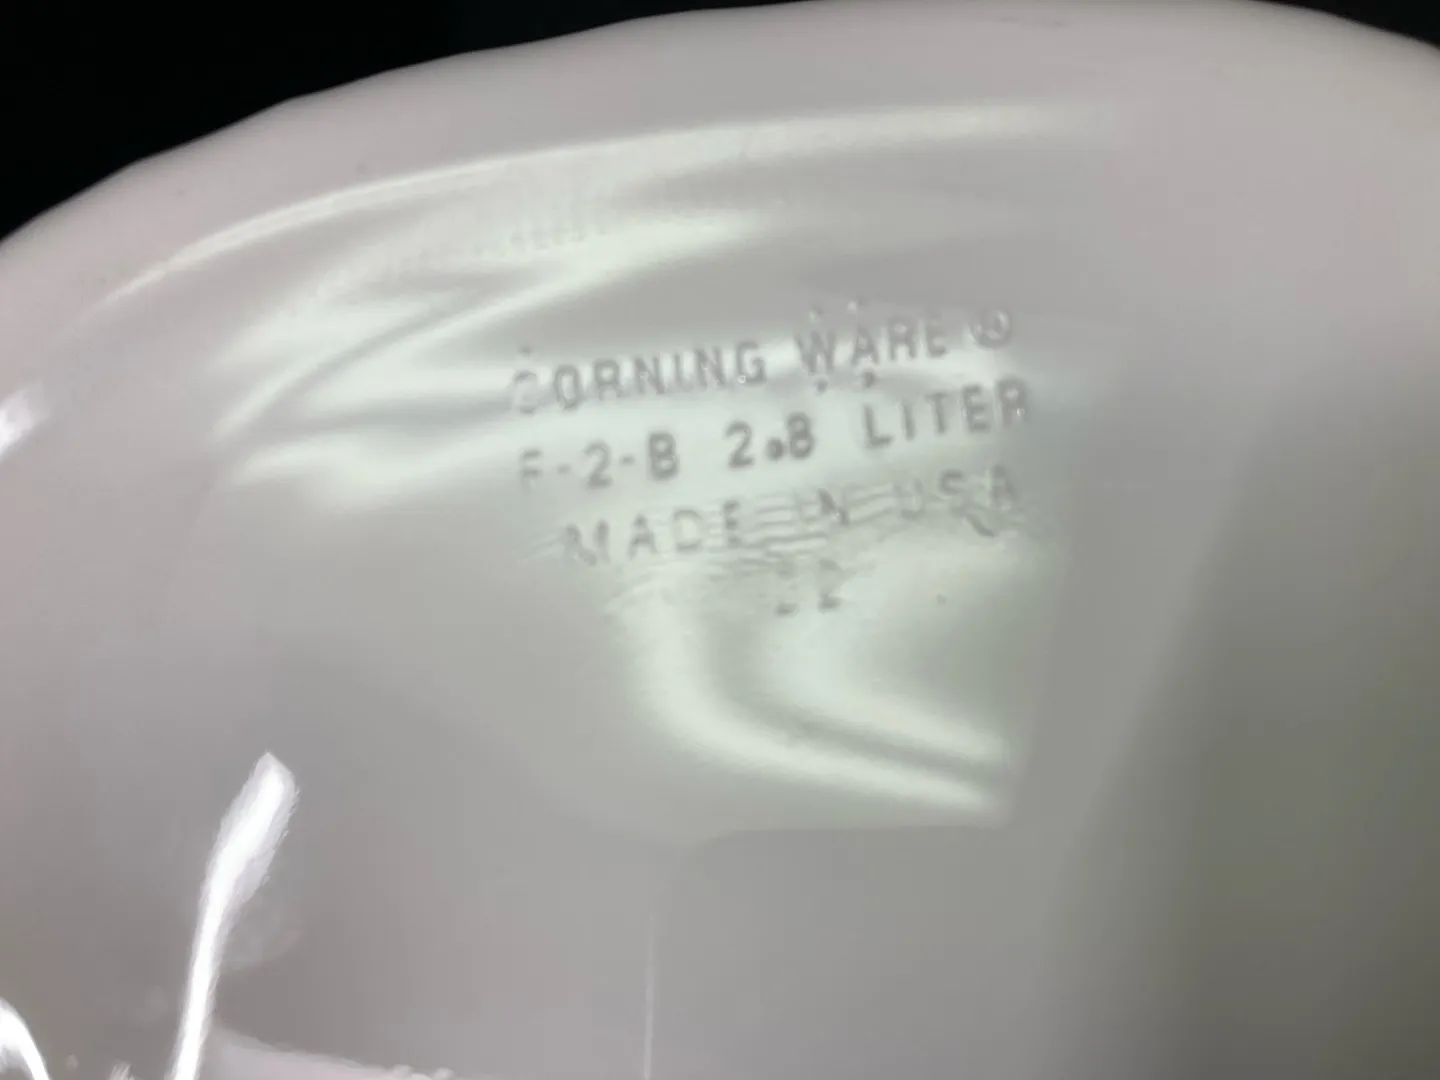 CORNING WARE ®
F-2-B 2.8 LITER
MADE IN USA